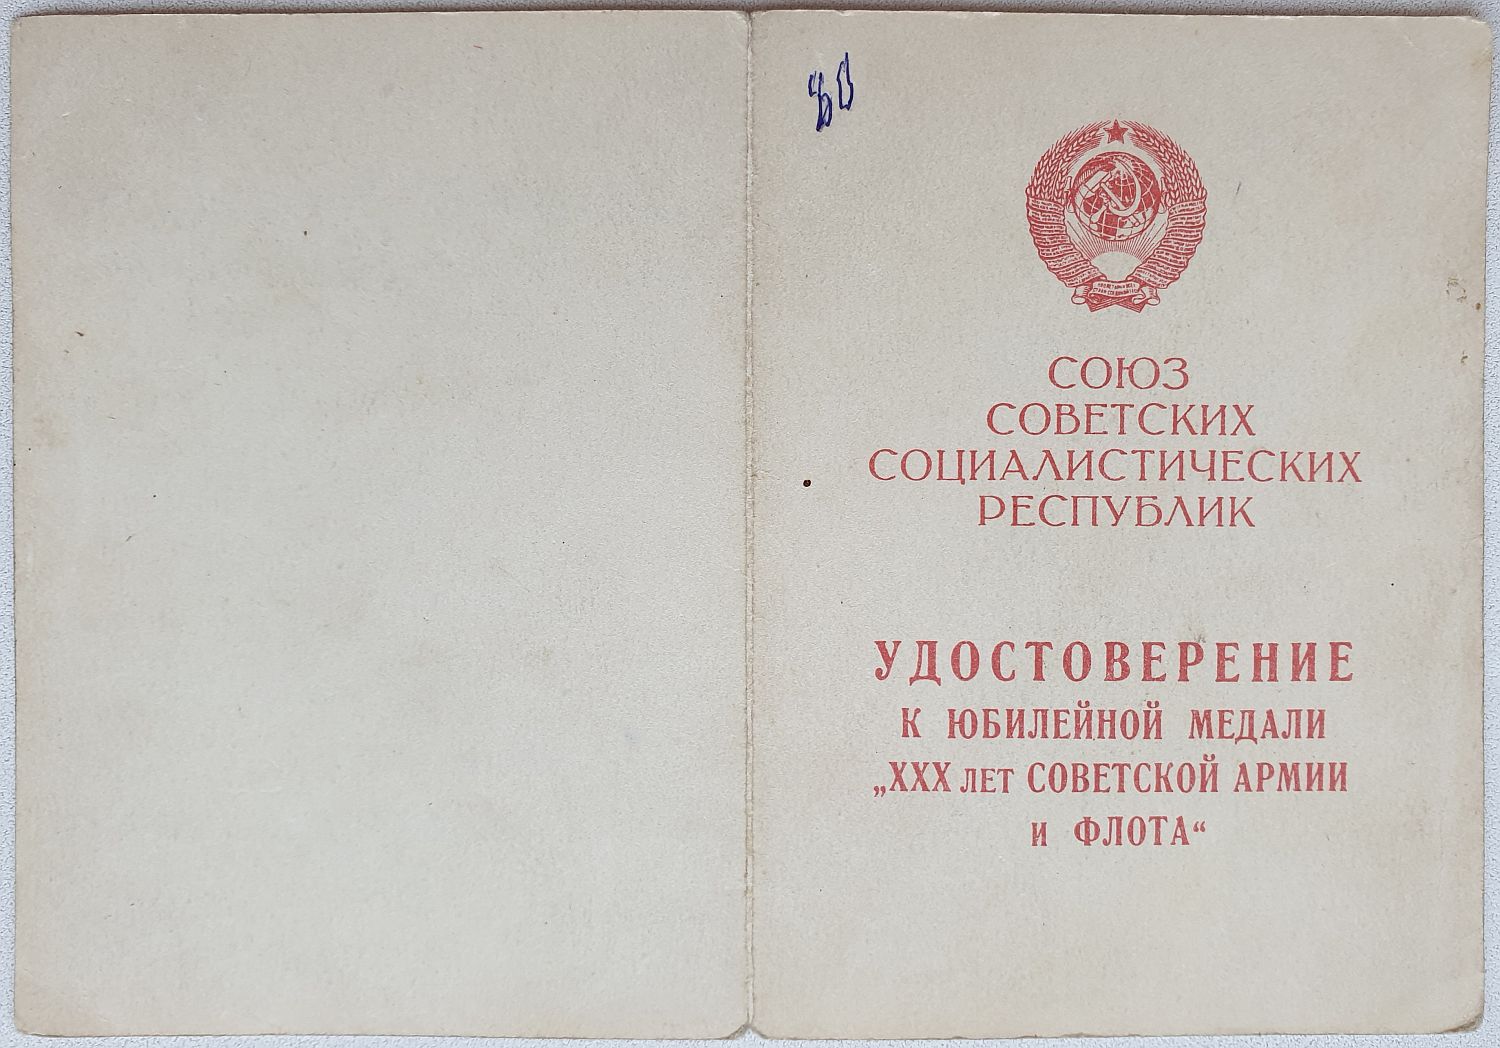 СОЮЗ
СОВЕТСКИХ
СОЦИАЛИСТИЧЕСКИХ
РЕСПУБЛИК
УДОСТОВЕРЕНИЕ
К ЮБИЛЕЙНОЙ МЕДАЛИ
„XXX ЛЕТ СОВЕТСКОЙ АРМИИ
И ФЛОТА“